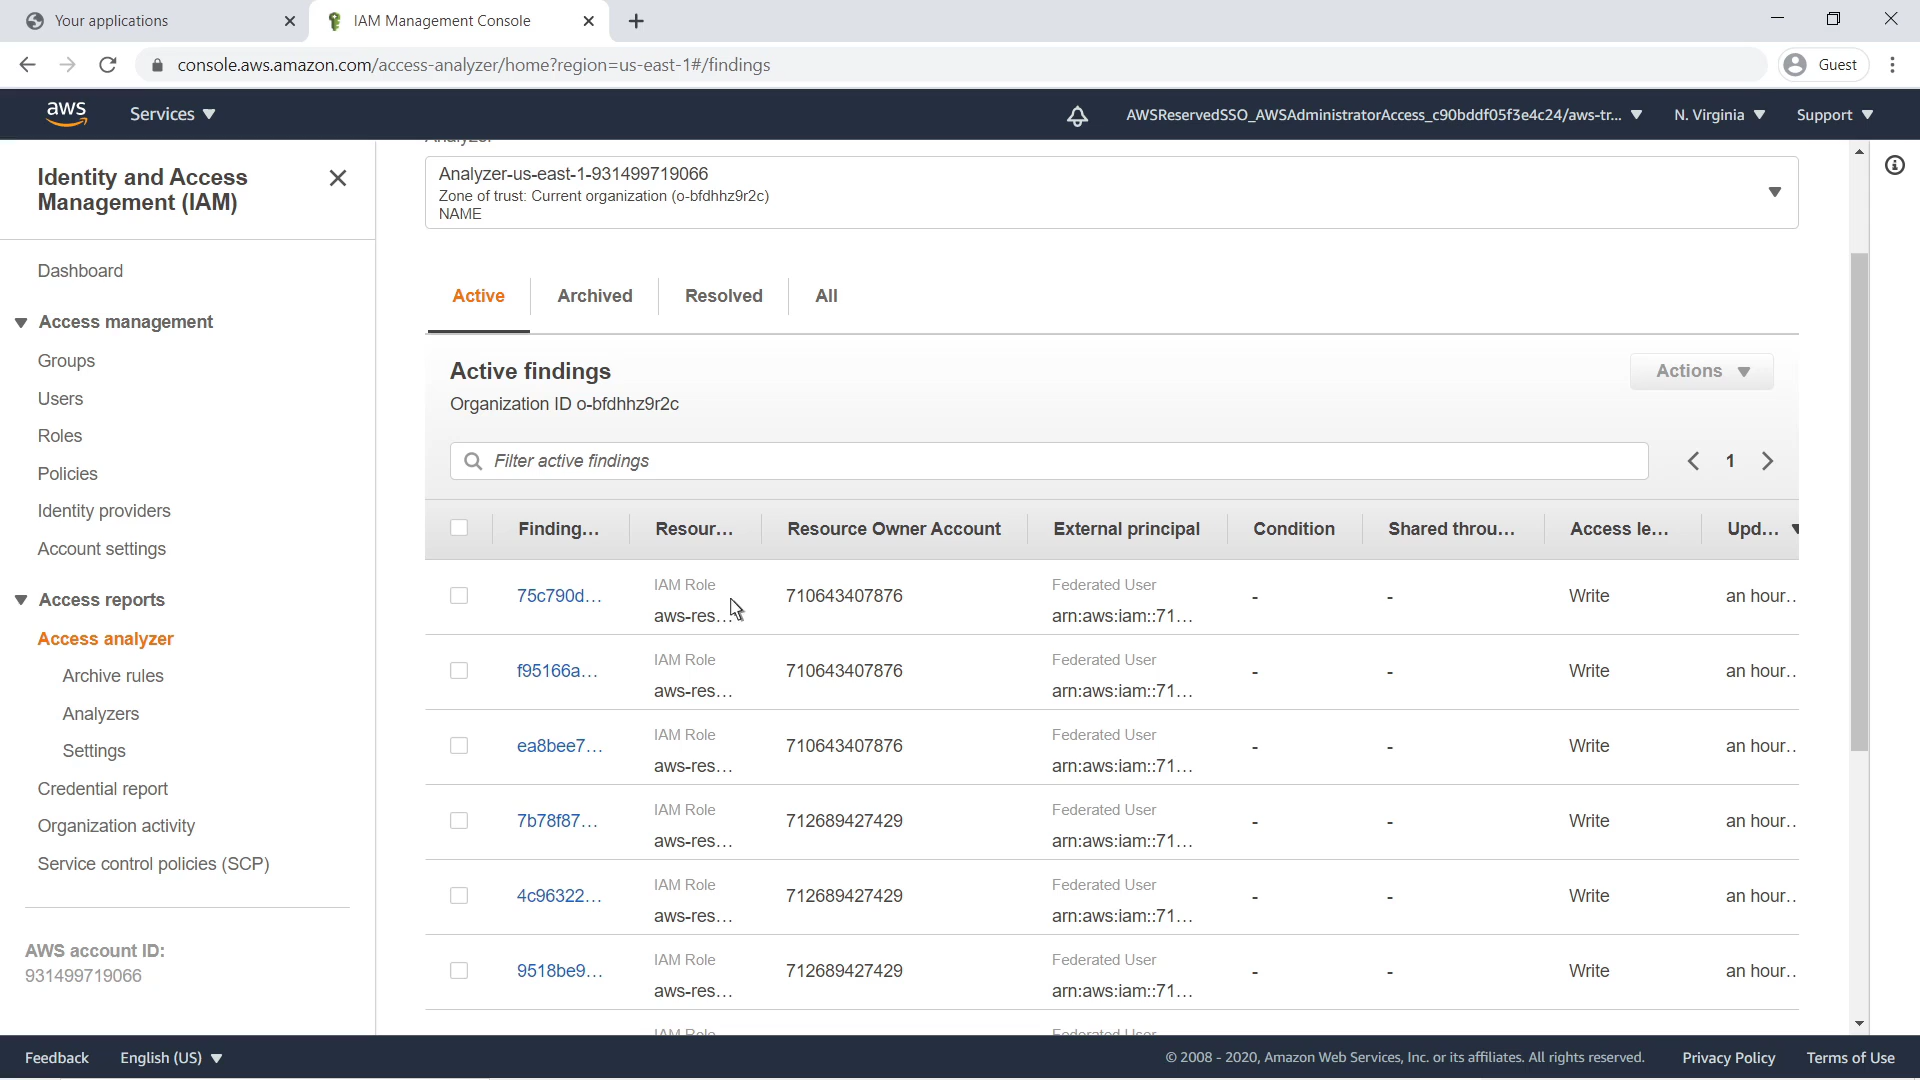 Your applications
IAM Management Console
console.aws.amazon.com/access-analyzer/home?region=us-east-1#/findings
Guest
aws
Services
AWSReservedSSO_AWSAdministratorAccess_c90bddf05f3e4c24/aws-tr...
N. Virginia
Support
Identity and Access
Management (IAM)
Dashboard
Access management
Groups
Users
Roles
Policies
Identity providers
Account settings
Access reports
Access analyzer
Archive rules
Analyzers
Settings
Credential report
Organization activity
Service control policies (SCP)
AWS account ID:
931499719066
Analyzer
Analyzer-us-east-1-931499719066
Zone of trust: Current organization (o-bfdhhz9r2c)
NAME
Active
Archived
Resolved
All
Active findings
Actions
Organization ID o-bfdhhz9r2c
Filter active findings
1
Finding... Resour... Resource Owner Account External principal Condition Shared throu... Access le... Upd...
IAM Role Federated User
75c790d... 710643407876 - - Write an hour..
aws-res... arn:aws:iam::71...
IAM Role Federated User
f95166a... 710643407876 - - Write an hour..
aws-res... arn:aws:iam::71...
IAM Role Federated User
ea8bee7... 710643407876 - - Write an hour..
aws-res... arn:aws:iam::71...
IAM Role Federated User
7b78f87... 712689427429 - - Write an hour..
aws-res... arn:aws:iam::71...
IAM Role Federated User
4c96322... 712689427429 - - Write an hour..
aws-res... arn:aws:iam::71...
IAM Role Federated User
9518be9... 712689427429 - - Write an hour..
aws-res... arn:aws:iam::71...
IAM Role Federated User
Feedback
English (US)
© 2008 - 2020, Amazon Web Services, Inc. or its affiliates. All rights reserved.
Privacy Policy
Terms of Use